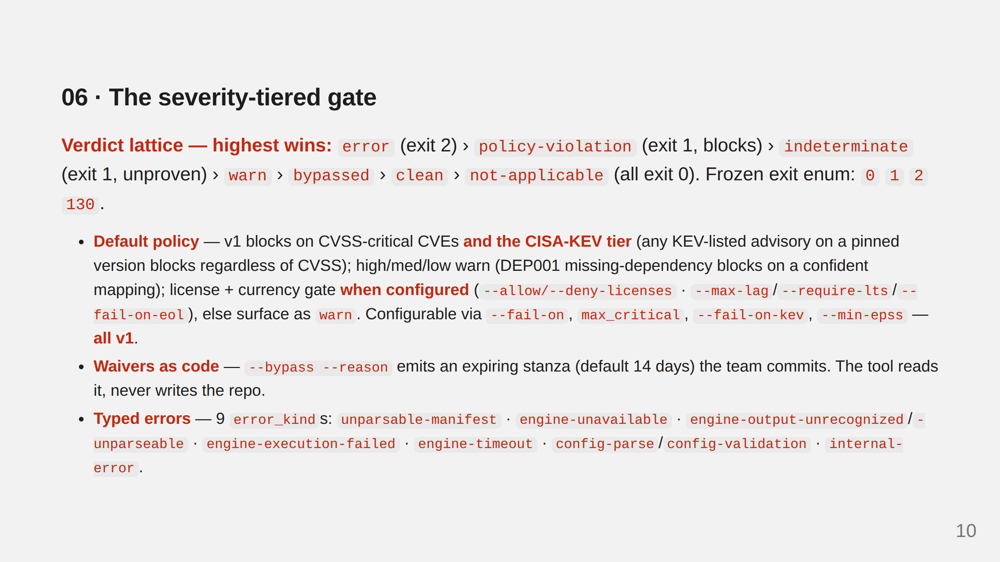 06 · The severity-tiered gate
Verdict lattice — highest wins: error (exit 2) › policy-violation (exit 1, blocks) › indeterminate
(exit 1, unproven) › warn › bypassed › clean › not-applicable (all exit 0). Frozen exit enum: 0 1 2
130.
• Default policy — v1 blocks on CVSS-critical CVEs and the CISA-KEV tier (any KEV-listed advisory on a pinned
version blocks regardless of CVSS); high/med/low warn (DEP001 missing-dependency blocks on a confident
mapping); license + currency gate when configured (--allow/--deny-licenses · --max-lag/--require-lts/--
fail-on-eol), else surface as warn. Configurable via --fail-on, max_critical, --fail-on-kev, --min-epss —
all v1.
• Waivers as code — --bypass --reason emits an expiring stanza (default 14 days) the team commits. The tool reads
it, never writes the repo.
• Typed errors — 9 error_kinds: unparsable-manifest · engine-unavailable · engine-output-unrecognized/-
unparseable · engine-execution-failed · engine-timeout · config-parse/config-validation · internal-
error.
10